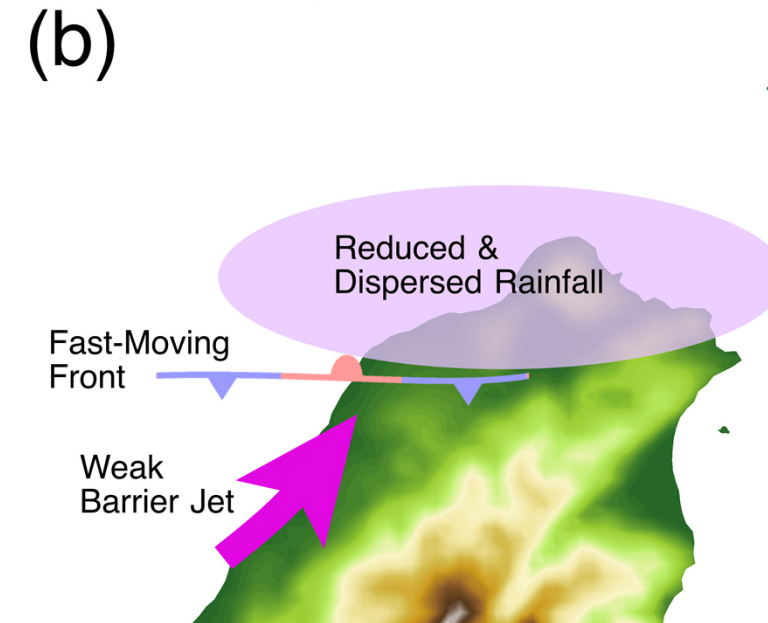 (b)
Reduced &
Dispersed Rainfall
Fast-Moving
Front
Weak
Barrier Jet